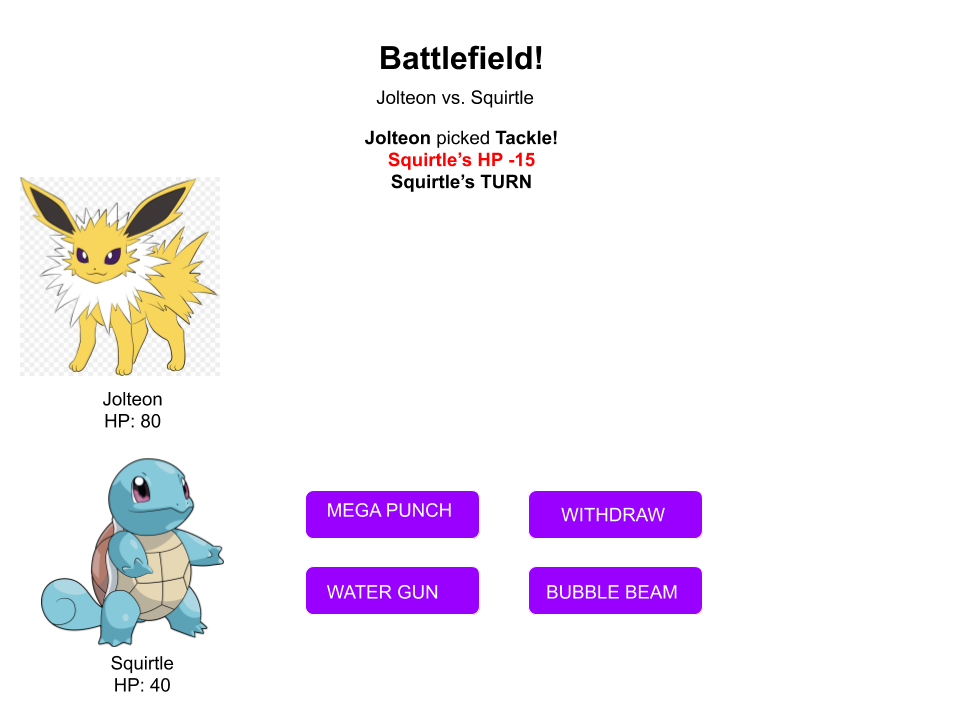 Battlefield!
Jolteon vs. Squirtle
Jolteon picked Tackle!
Squirtle’s HP -15
Squirtle’s TURN
Jolteon
HP: 80
MEGA PUNCH
WITHDRAW
WATER GUN
BUBBLE BEAM
Squirtle
HP: 40